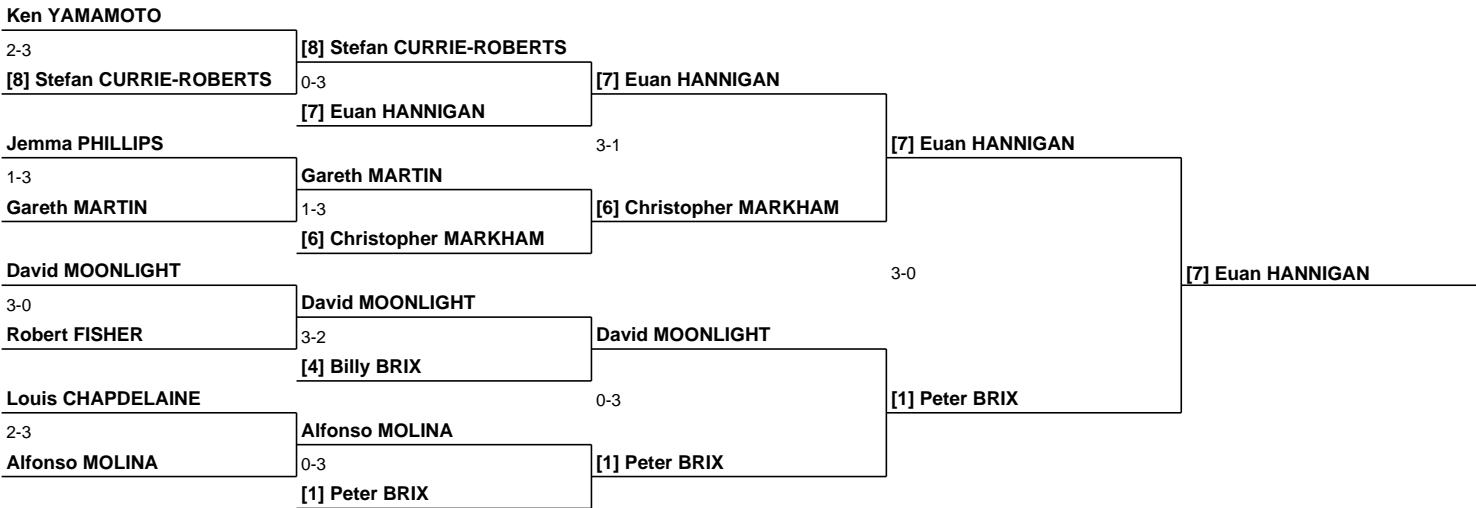 Ken YAMAMOTO
2-3
[8] Stefan CURRIE-ROBERTS
[8] Stefan CURRIE-ROBERTS
0-3
[7] Euan HANNIGAN
[7] Euan HANNIGAN
Jemma PHILLIPS
3-1
[7] Euan HANNIGAN
1-3
Gareth MARTIN
Gareth MARTIN
1-3
[6] Christopher MARKHAM
[6] Christopher MARKHAM
David MOONLIGHT
3-0
[7] Euan HANNIGAN
3-0
David MOONLIGHT
Robert FISHER
3-2
David MOONLIGHT
[4] Billy BRIX
Louis CHAPDELAINE
0-3
[1] Peter BRIX
2-3
Alfonso MOLINA
Alfonso MOLINA
0-3
[1] Peter BRIX
[1] Peter BRIX